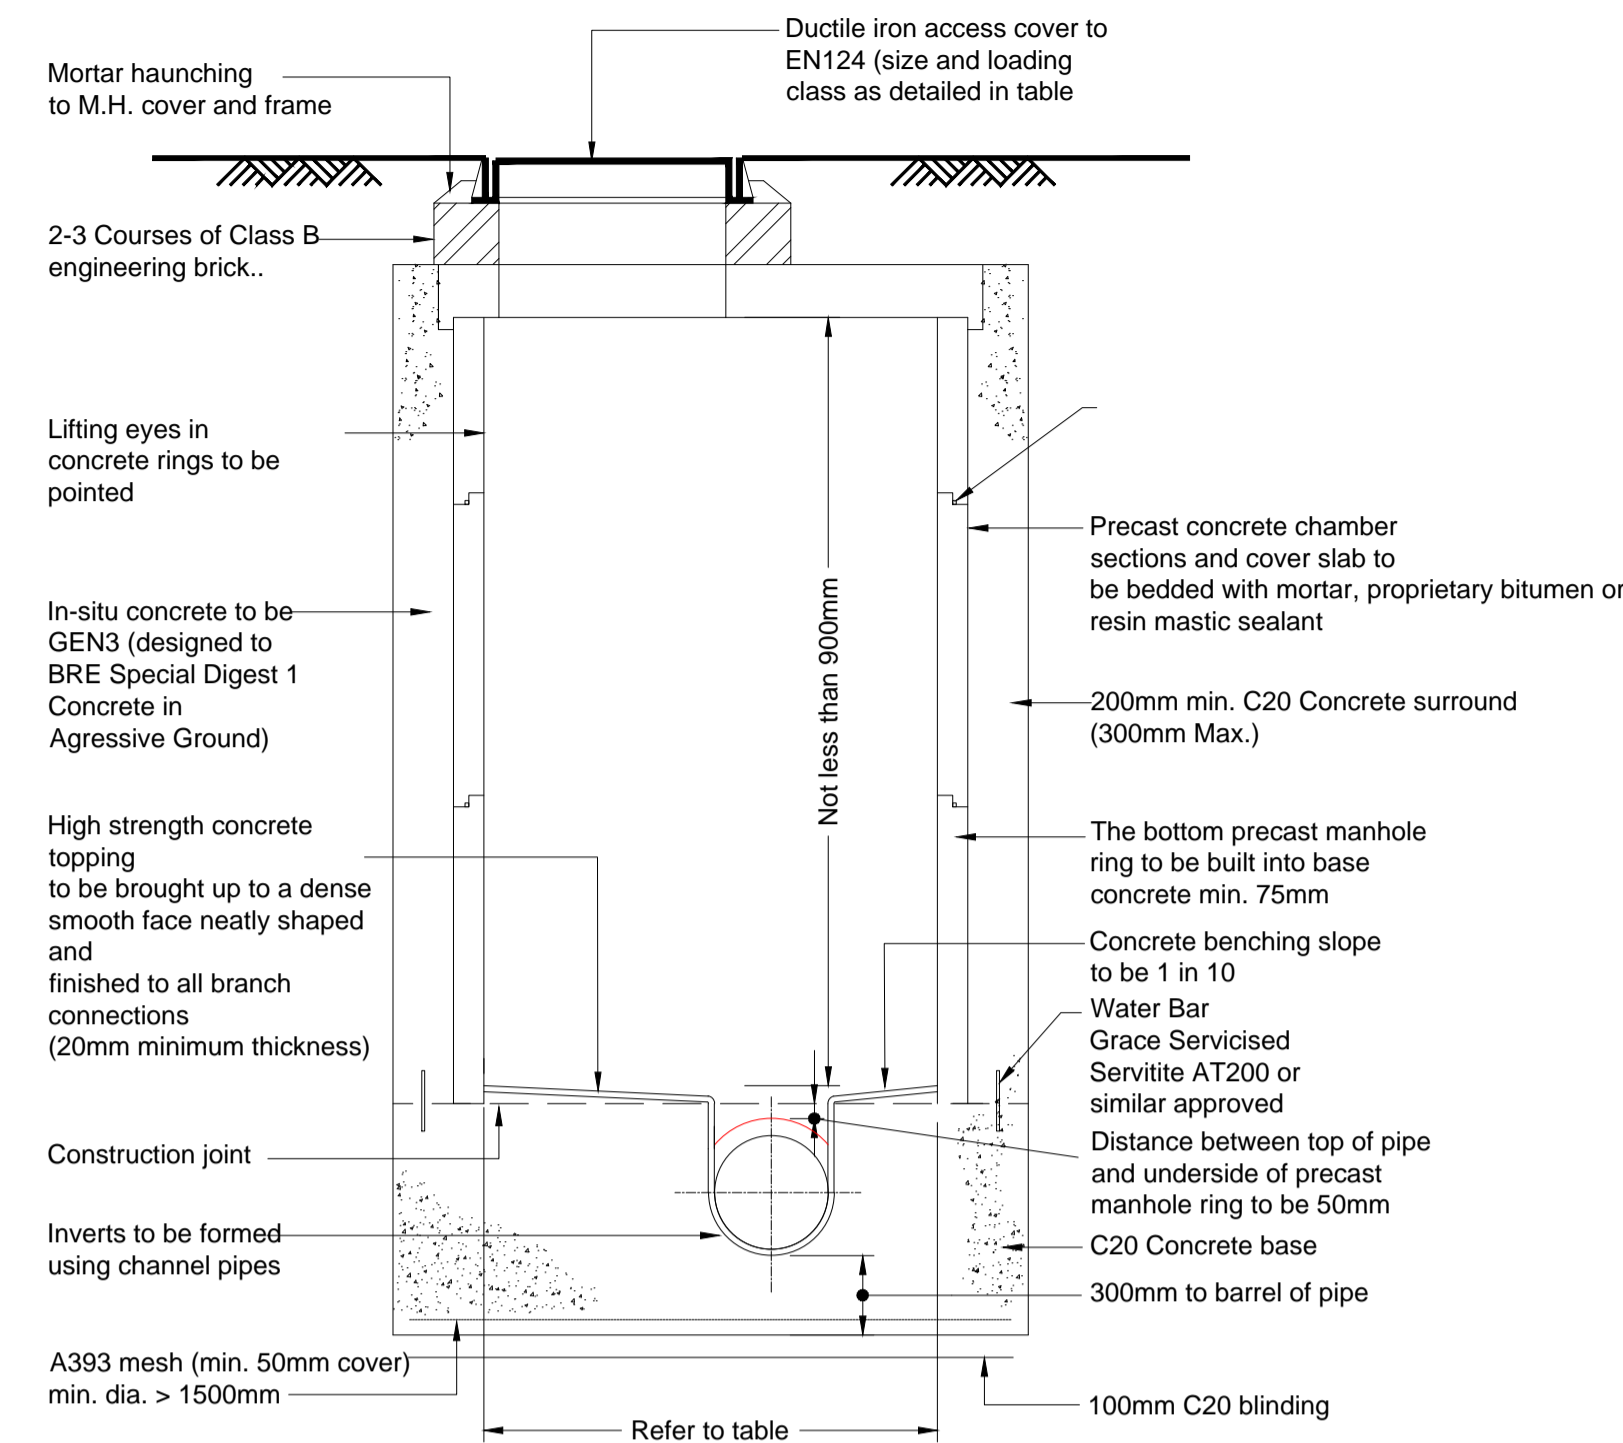 Ductile iron access cover to
EN124 (size and loading
class as detailed in table
Mortar haunching
to M.H. cover and frame
2-3 Courses of Class B
engineering brick..
Lifting eyes in
concrete rings to be
pointed
In-situ concrete to be
GEN3 (designed to
BRE Special Digest 1
Concrete in
Agressive Ground)
High strength concrete
topping
to be brought up to a dense
smooth face neatly shaped
and
finished to all branch
connections
(20mm minimum thickness)
Construction joint
Inverts to be formed
using channel pipes
A393 mesh (min. 50mm cover)
min. dia. > 1500mm
Not less than 900mm
Refer to table
Precast concrete chamber
sections and cover slab to
be bedded with mortar, proprietary bitumen or
resin mastic sealant
200mm min. C20 Concrete surround
(300mm Max.)
The bottom precast manhole
ring to be built into base
concrete min. 75mm
Concrete benching slope
to be 1 in 10
Water Bar
Grace Servicised
Servitite AT200 or
similar approved
Distance between top of pipe
and underside of precast
manhole ring to be 50mm
C20 Concrete base
300mm to barrel of pipe
100mm C20 blinding